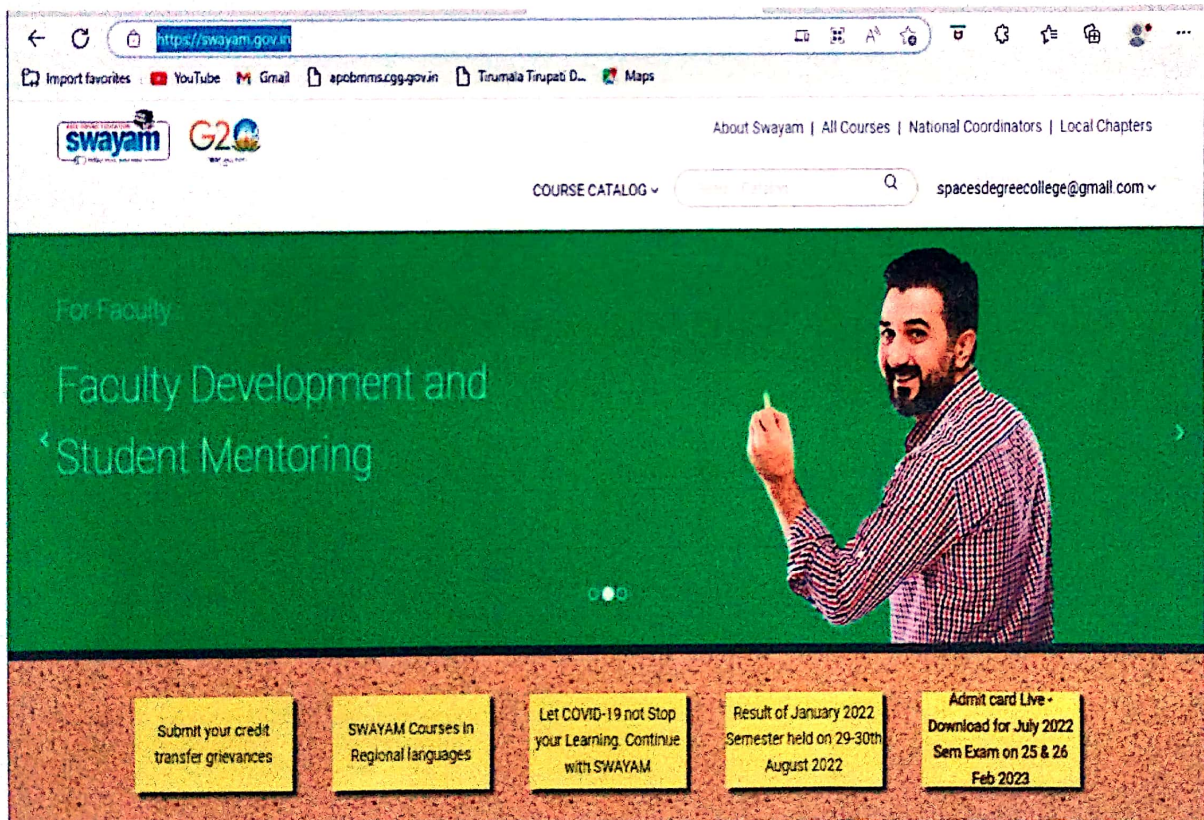 https://swayam.gov.in
Import favorites YouTube Gmail apobmms.cgg.gov.in Tirumala Tirupati D... Maps
swayam G20
About Swayam | All Courses | National Coordinators | Local Chapters
COURSE CATALOG spacesdegreecollege@gmail.com
For Faculty
Faculty Development and
Student Mentoring
Submit your credit
transfer grievances
SWAYAM Courses in
Regional languages
Let COVID-19 not Stop
your Learning. Continue
with SWAYAM
Result of January 2022
Semester held on 29-30th
August 2022
Admit card Live -
Download for July 2022
Sem Exam on 25 & 26
Feb 2023